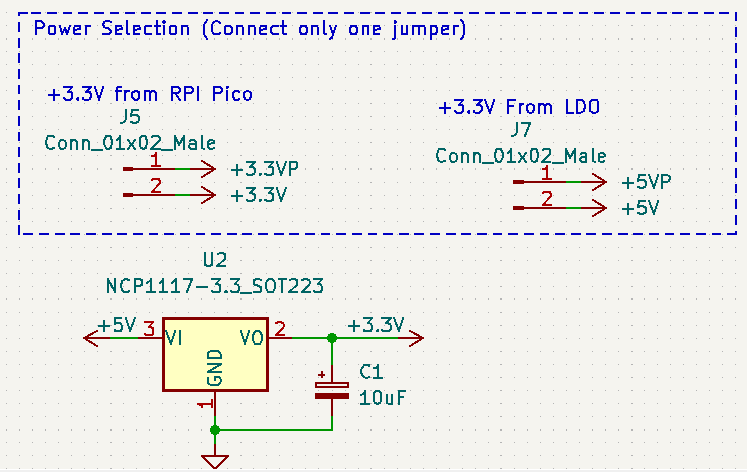 Power Selection (Connect only one jumper)
+3.3V from RPI Pico
J5
Conn_01x02_Male
1 +3.3VP
2 +3.3V
+3.3V From LDO
J7
Conn_01x02_Male
1 +5VP
2 +5V
U2
NCP1117-3.3_SOT223
+5V 3 VI VO 2 +3.3V
GND
1
+ C1
10uF